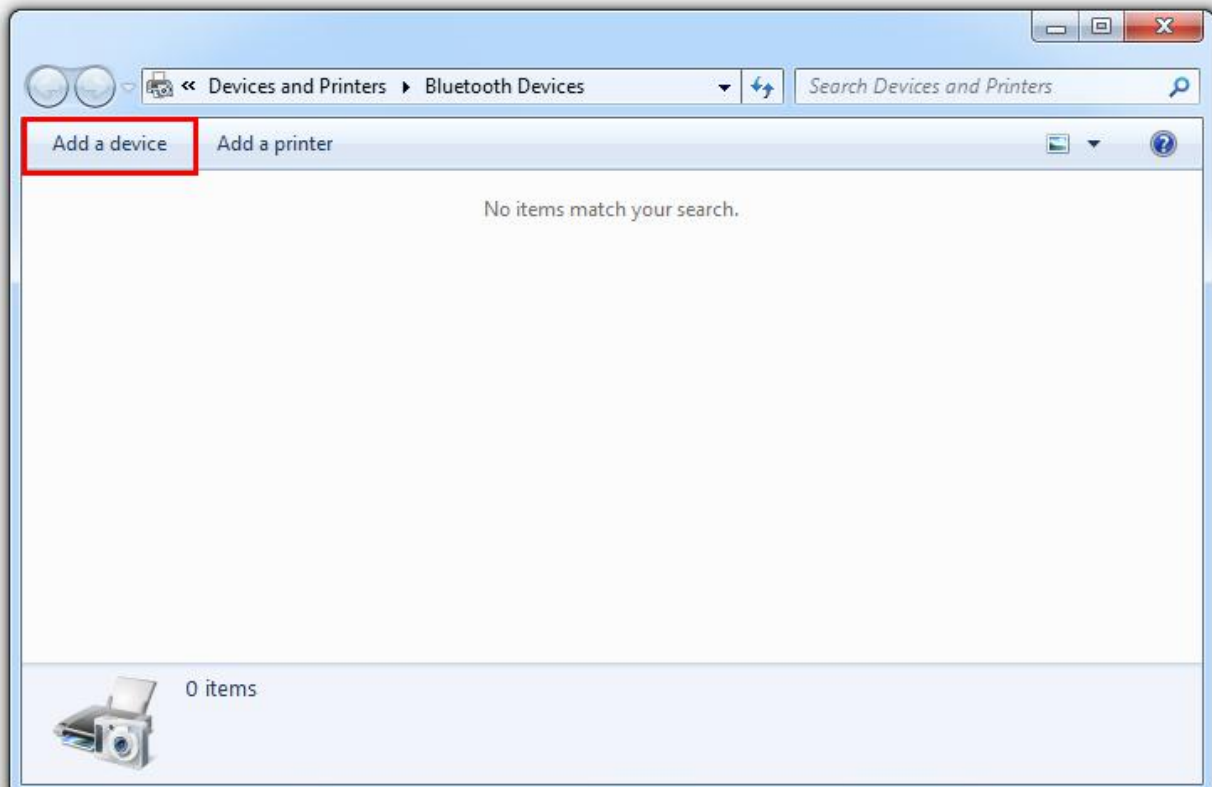 « Devices and Printers ▸ Bluetooth Devices Search Devices and Printers
Add a device Add a printer
No items match your search.
0 items